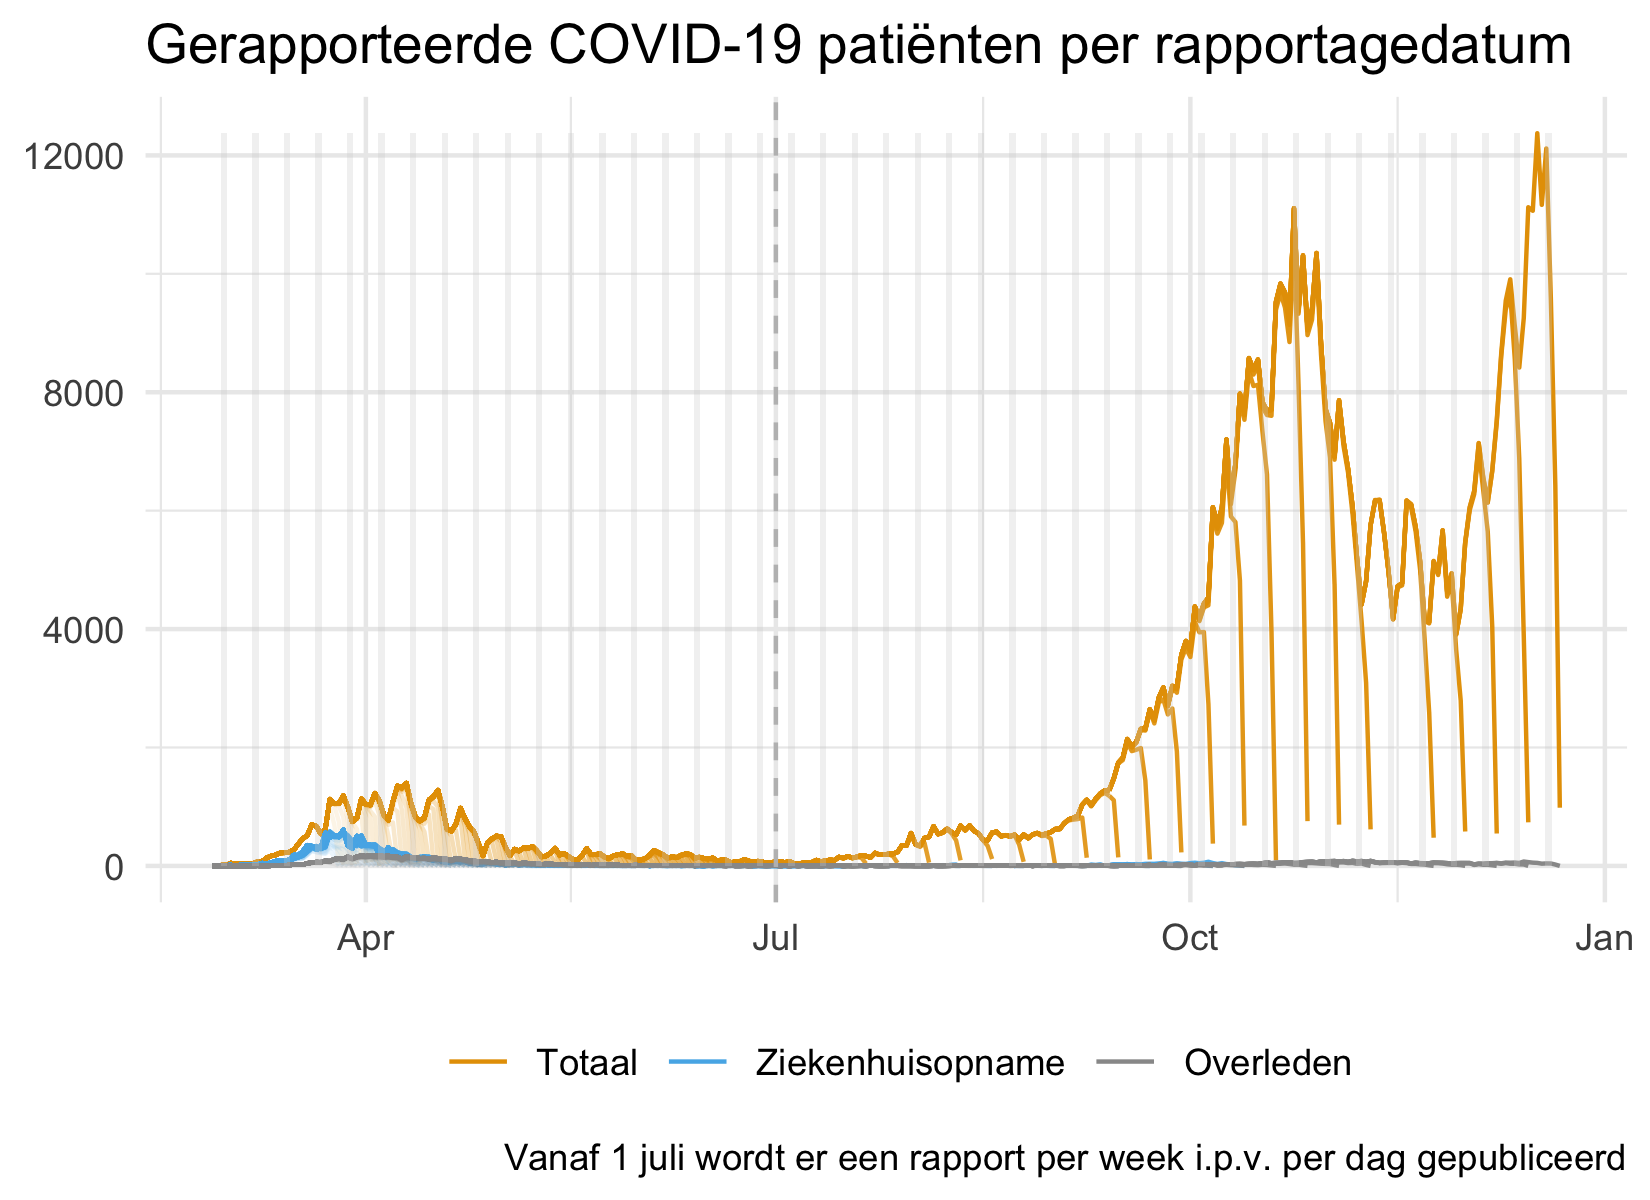 Gerapporteerde COVID-19 patiënten per rapportagedatum
12000
8000
4000
0
Apr Jul Oct Jan
Totaal Ziekenhuisopname Overleden
Vanaf 1 juli wordt er een rapport per week i.p.v. per dag gepubliceerd